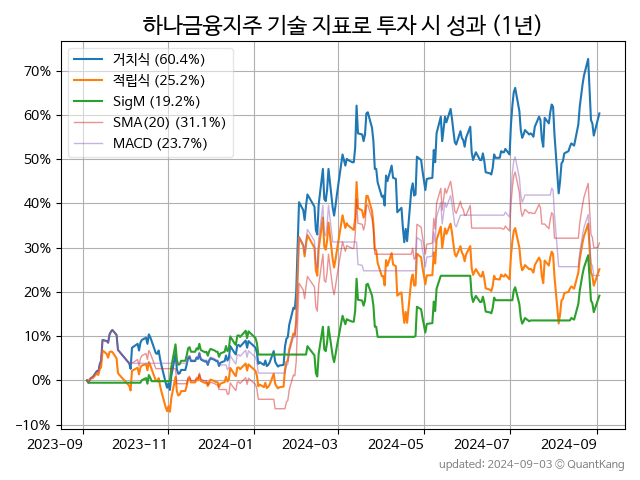 하나금융지주 기술 지표로 투자 시 성과 (1년)
거치식 (60.4%)
적립식 (25.2%)
SigM (19.2%)
SMA(20) (31.1%)
MACD (23.7%)
70%
60%
50%
40%
30%
20%
10%
0%
−10%
2023-09 2023-11 2024-01 2024-03 2024-05 2024-07 2024-09
updated: 2024-09-03 © QuantKang